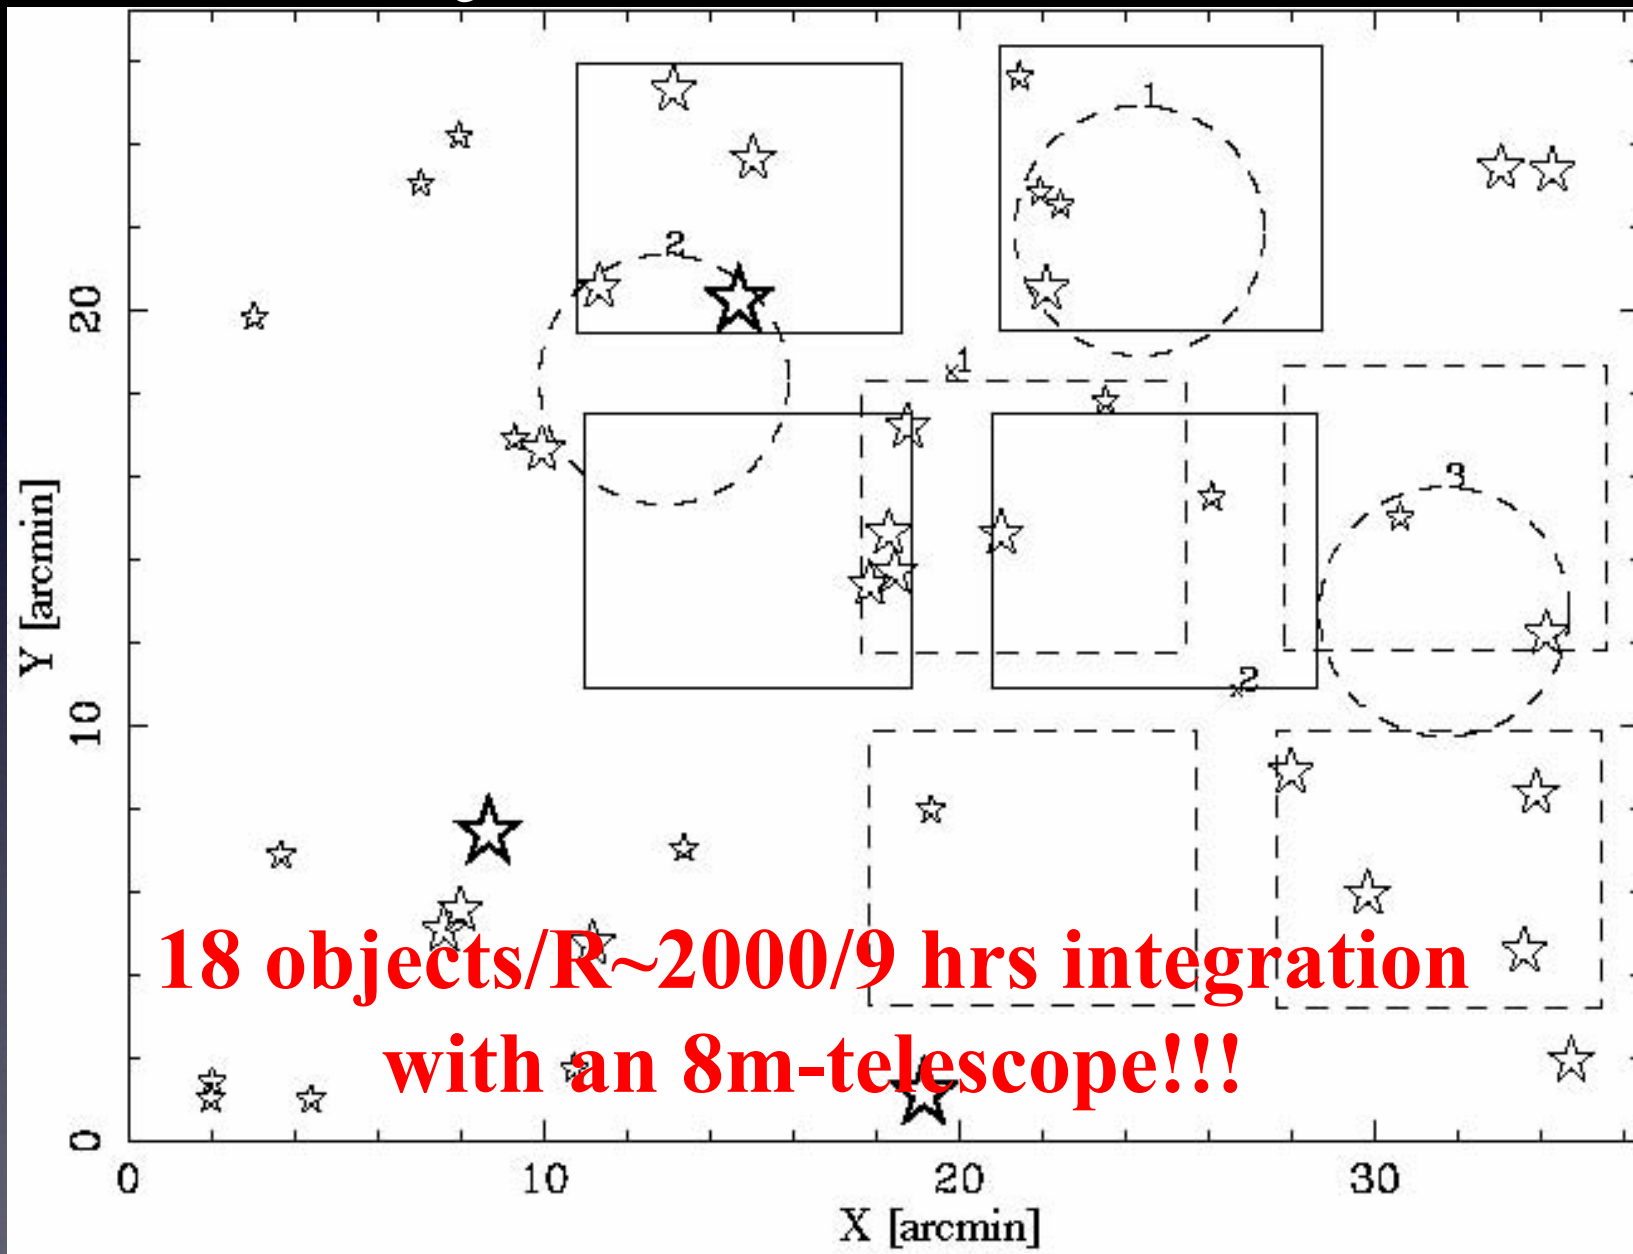 1
2
20
1
3
Y [arcmin]
2
10
18 objects/R~2000/9 hrs integration
with an 8m-telescope!!!
0
0 10 20 30
X [arcmin]